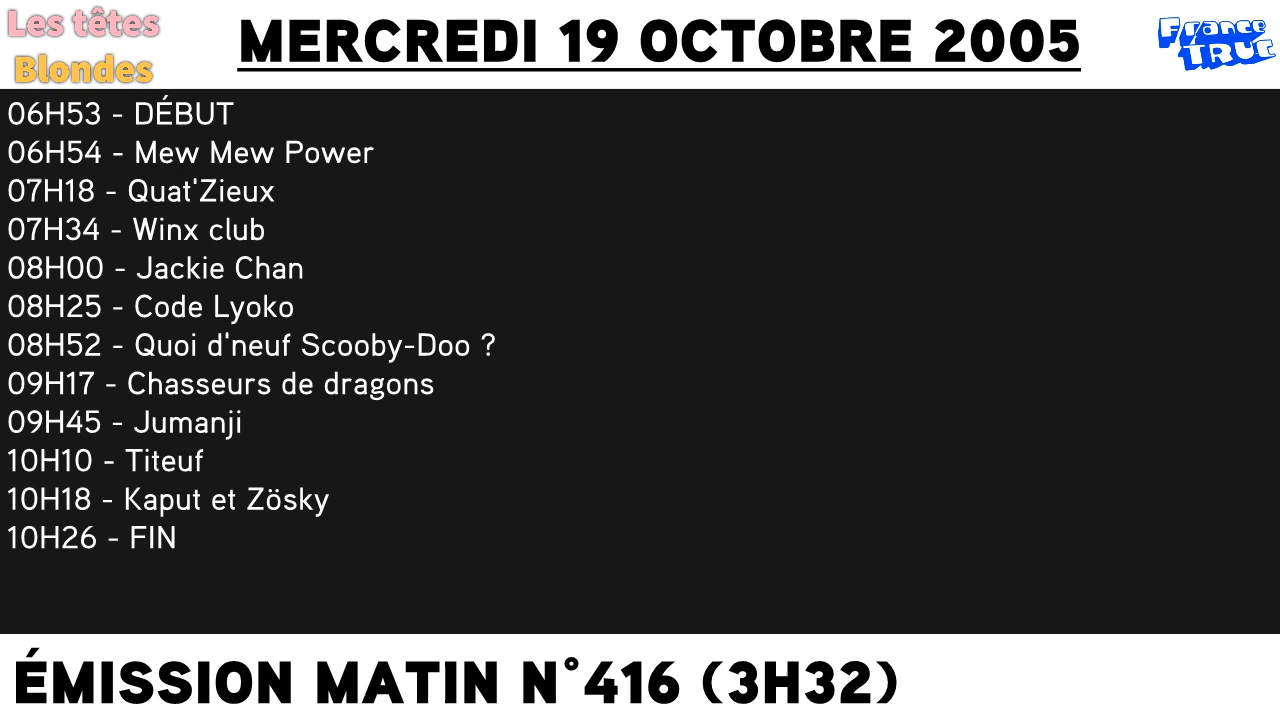 Les têtes
Blondes
MERCREDI 19 OCTOBRE 2005
France
TRUC
06H53 - DÉBUT
06H54 - Mew Mew Power
07H18 - Quat'Zieux
07H34 - Winx club
08H00 - Jackie Chan
08H25 - Code Lyoko
08H52 - Quoi d'neuf Scooby-Doo ?
09H17 - Chasseurs de dragons
09H45 - Jumanji
10H10 - Titeuf
10H18 - Kaput et Zösky
10H26 - FIN
ÉMISSION MATIN N°416 (3H32)